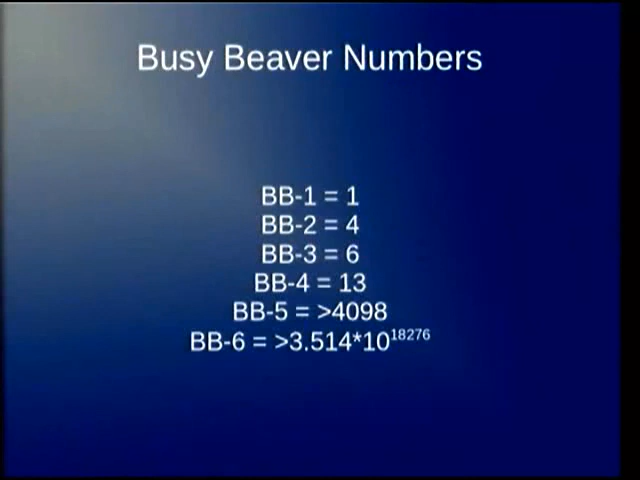 Busy Beaver Numbers
BB-1 = 1
BB-2 = 4
BB-3 = 6
BB-4 = 13
BB-5 = >4098
BB-6 = >3.514*10^18276